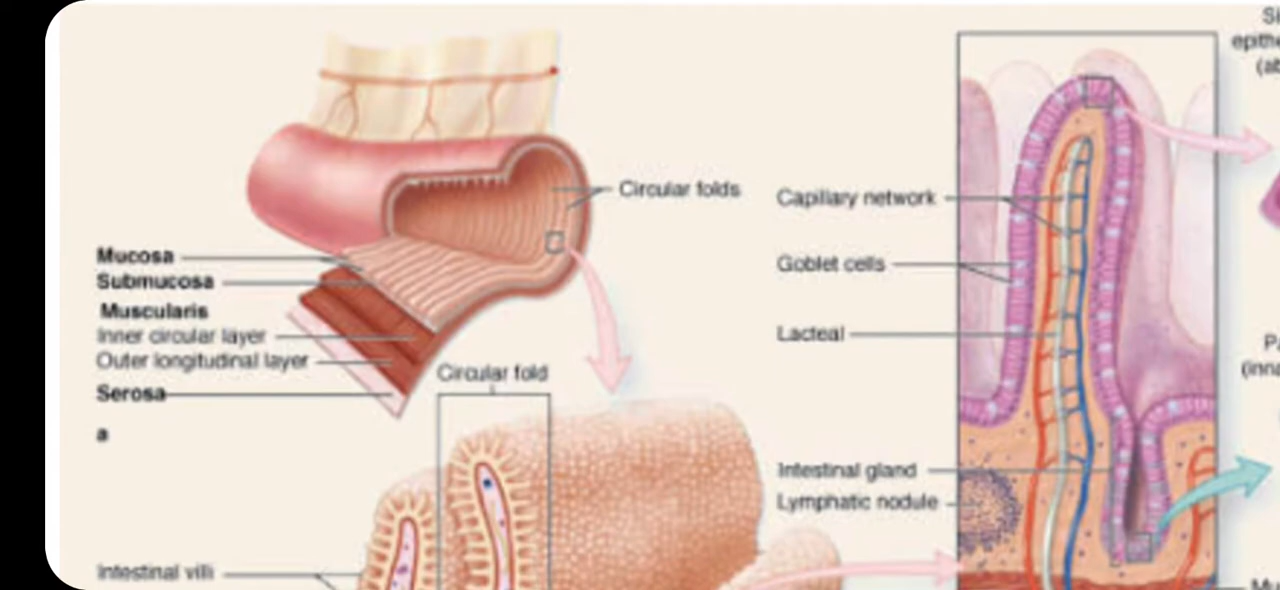 Circular folds
Mucosa
Submucosa
Muscularis
Inner circular layer
Outer longitudinal layer
Serosa
a
Circular fold
Intestinal villi
Capillary network
Goblet cells
Lacteal
Intestinal gland
Lymphatic nodule